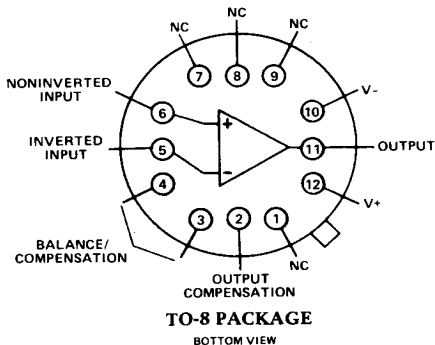 NC
NC
NC
7
8
9
NONINVERTED
INPUT
6
+
10
V-
INVERTED
INPUT
5
-
11
OUTPUT
4
12
V+
3
2
1
BALANCE/
COMPENSATION
NC
OUTPUT
COMPENSATION
TO-8 PACKAGE
BOTTOM VIEW